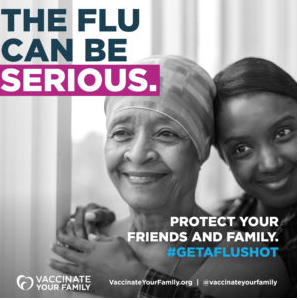 THE FLU
CAN BE
SERIOUS.
PROTECT YOUR
FRIENDS AND FAMILY.
#GETAFLUSHOT
VACCINATE
YOUR FAMILY
VaccinateYourFamily.org | @vaccinateyourfamily